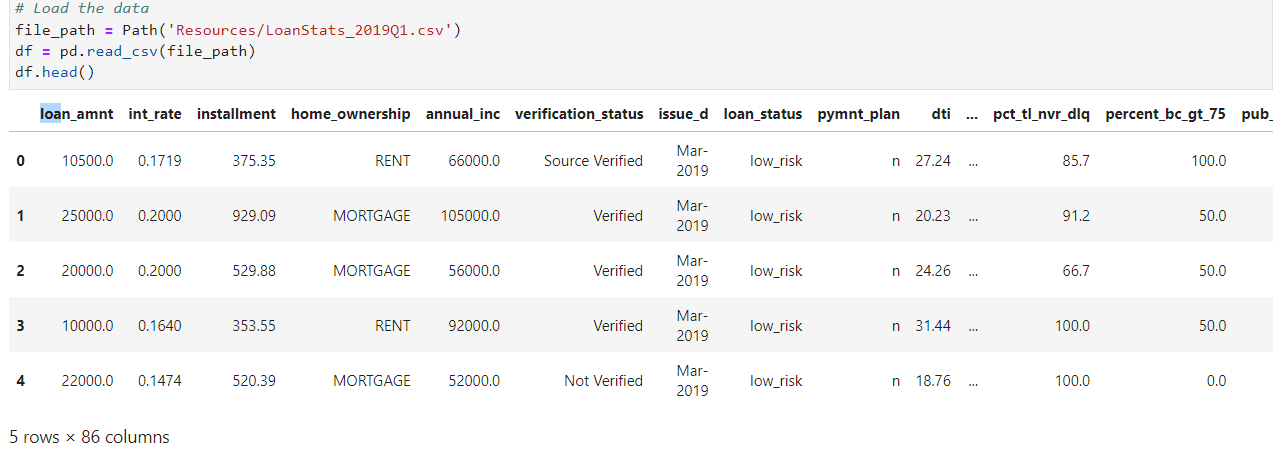 # Load the data
file_path = Path('Resources/LoanStats_2019Q1.csv')
df = pd.read_csv(file_path)
df.head()
loan_amnt int_rate installment home_ownership annual_inc verification_status issue_d loan_status pymnt_plan dti ... pct_tl_nvr_dlq percent_bc_gt_75 pub_
0 10500.0 0.1719 375.35 RENT 66000.0 Source Verified Mar-2019 low_risk n 27.24 ... 85.7 100.0
1 25000.0 0.2000 929.09 MORTGAGE 105000.0 Verified Mar-2019 low_risk n 20.23 ... 91.2 50.0
2 20000.0 0.2000 529.88 MORTGAGE 56000.0 Verified Mar-2019 low_risk n 24.26 ... 66.7 50.0
3 10000.0 0.1640 353.55 RENT 92000.0 Verified Mar-2019 low_risk n 31.44 ... 100.0 50.0
4 22000.0 0.1474 520.39 MORTGAGE 52000.0 Not Verified Mar-2019 low_risk n 18.76 ... 100.0 0.0
5 rows × 86 columns